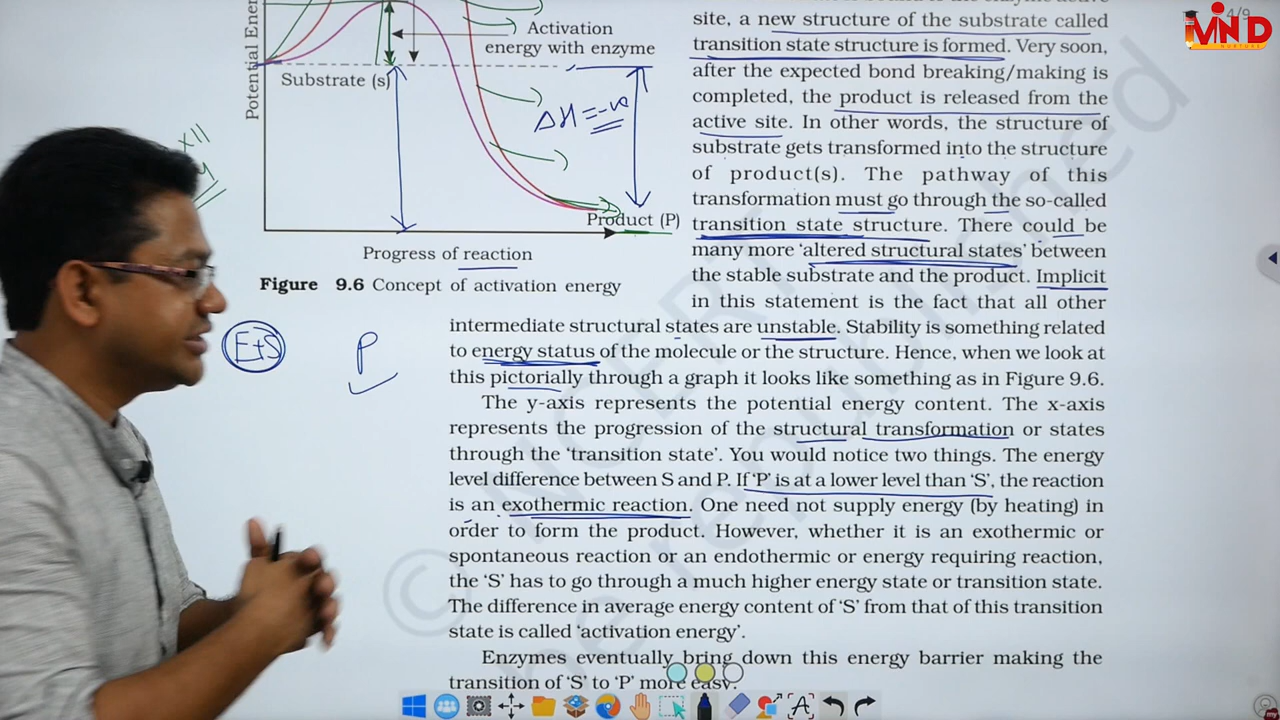 4/9
MIND
NURTURE
Potential Ener
Activation
energy with enzyme
Substrate (s)
ΔH = -ve
XII
Product (P)
Progress of reaction
Figure 9.6 Concept of activation energy
E+S
P
site, a new structure of the substrate called
transition state structure is formed. Very soon,
after the expected bond breaking/making is
completed, the product is released from the
active site. In other words, the structure of
substrate gets transformed into the structure
of product(s). The pathway of this
transformation must go through the so-called
transition state structure. There could be
many more ‘altered structural states’ between
the stable substrate and the product. Implicit
in this statement is the fact that all other
intermediate structural states are unstable. Stability is something related
to energy status of the molecule or the structure. Hence, when we look at
this pictorially through a graph it looks like something as in Figure 9.6.
The y-axis represents the potential energy content. The x-axis
represents the progression of the structural transformation or states
through the ‘transition state’. You would notice two things. The energy
level difference between S and P. If ‘P’ is at a lower level than ‘S’, the reaction
is an exothermic reaction. One need not supply energy (by heating) in
order to form the product. However, whether it is an exothermic or
spontaneous reaction or an endothermic or energy requiring reaction,
the ‘S’ has to go through a much higher energy state or transition state.
The difference in average energy content of ‘S’ from that of this transition
state is called ‘activation energy’.
Enzymes eventually bring down this energy barrier making the
transition of ‘S’ to ‘P’ more easy.